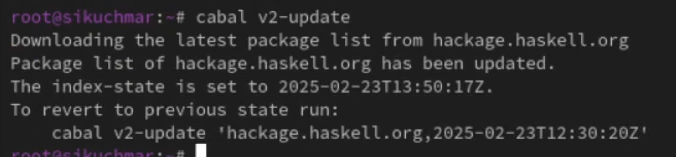 root@sikuchmar:~# cabal v2-update
Downloading the latest package list from hackage.haskell.org
Package list of hackage.haskell.org has been updated.
The index-state is set to 2025-02-23T13:50:17Z.
To revert to previous state run:
    cabal v2-update 'hackage.haskell.org,2025-02-23T12:30:20Z'
root@sikuchmar:~#